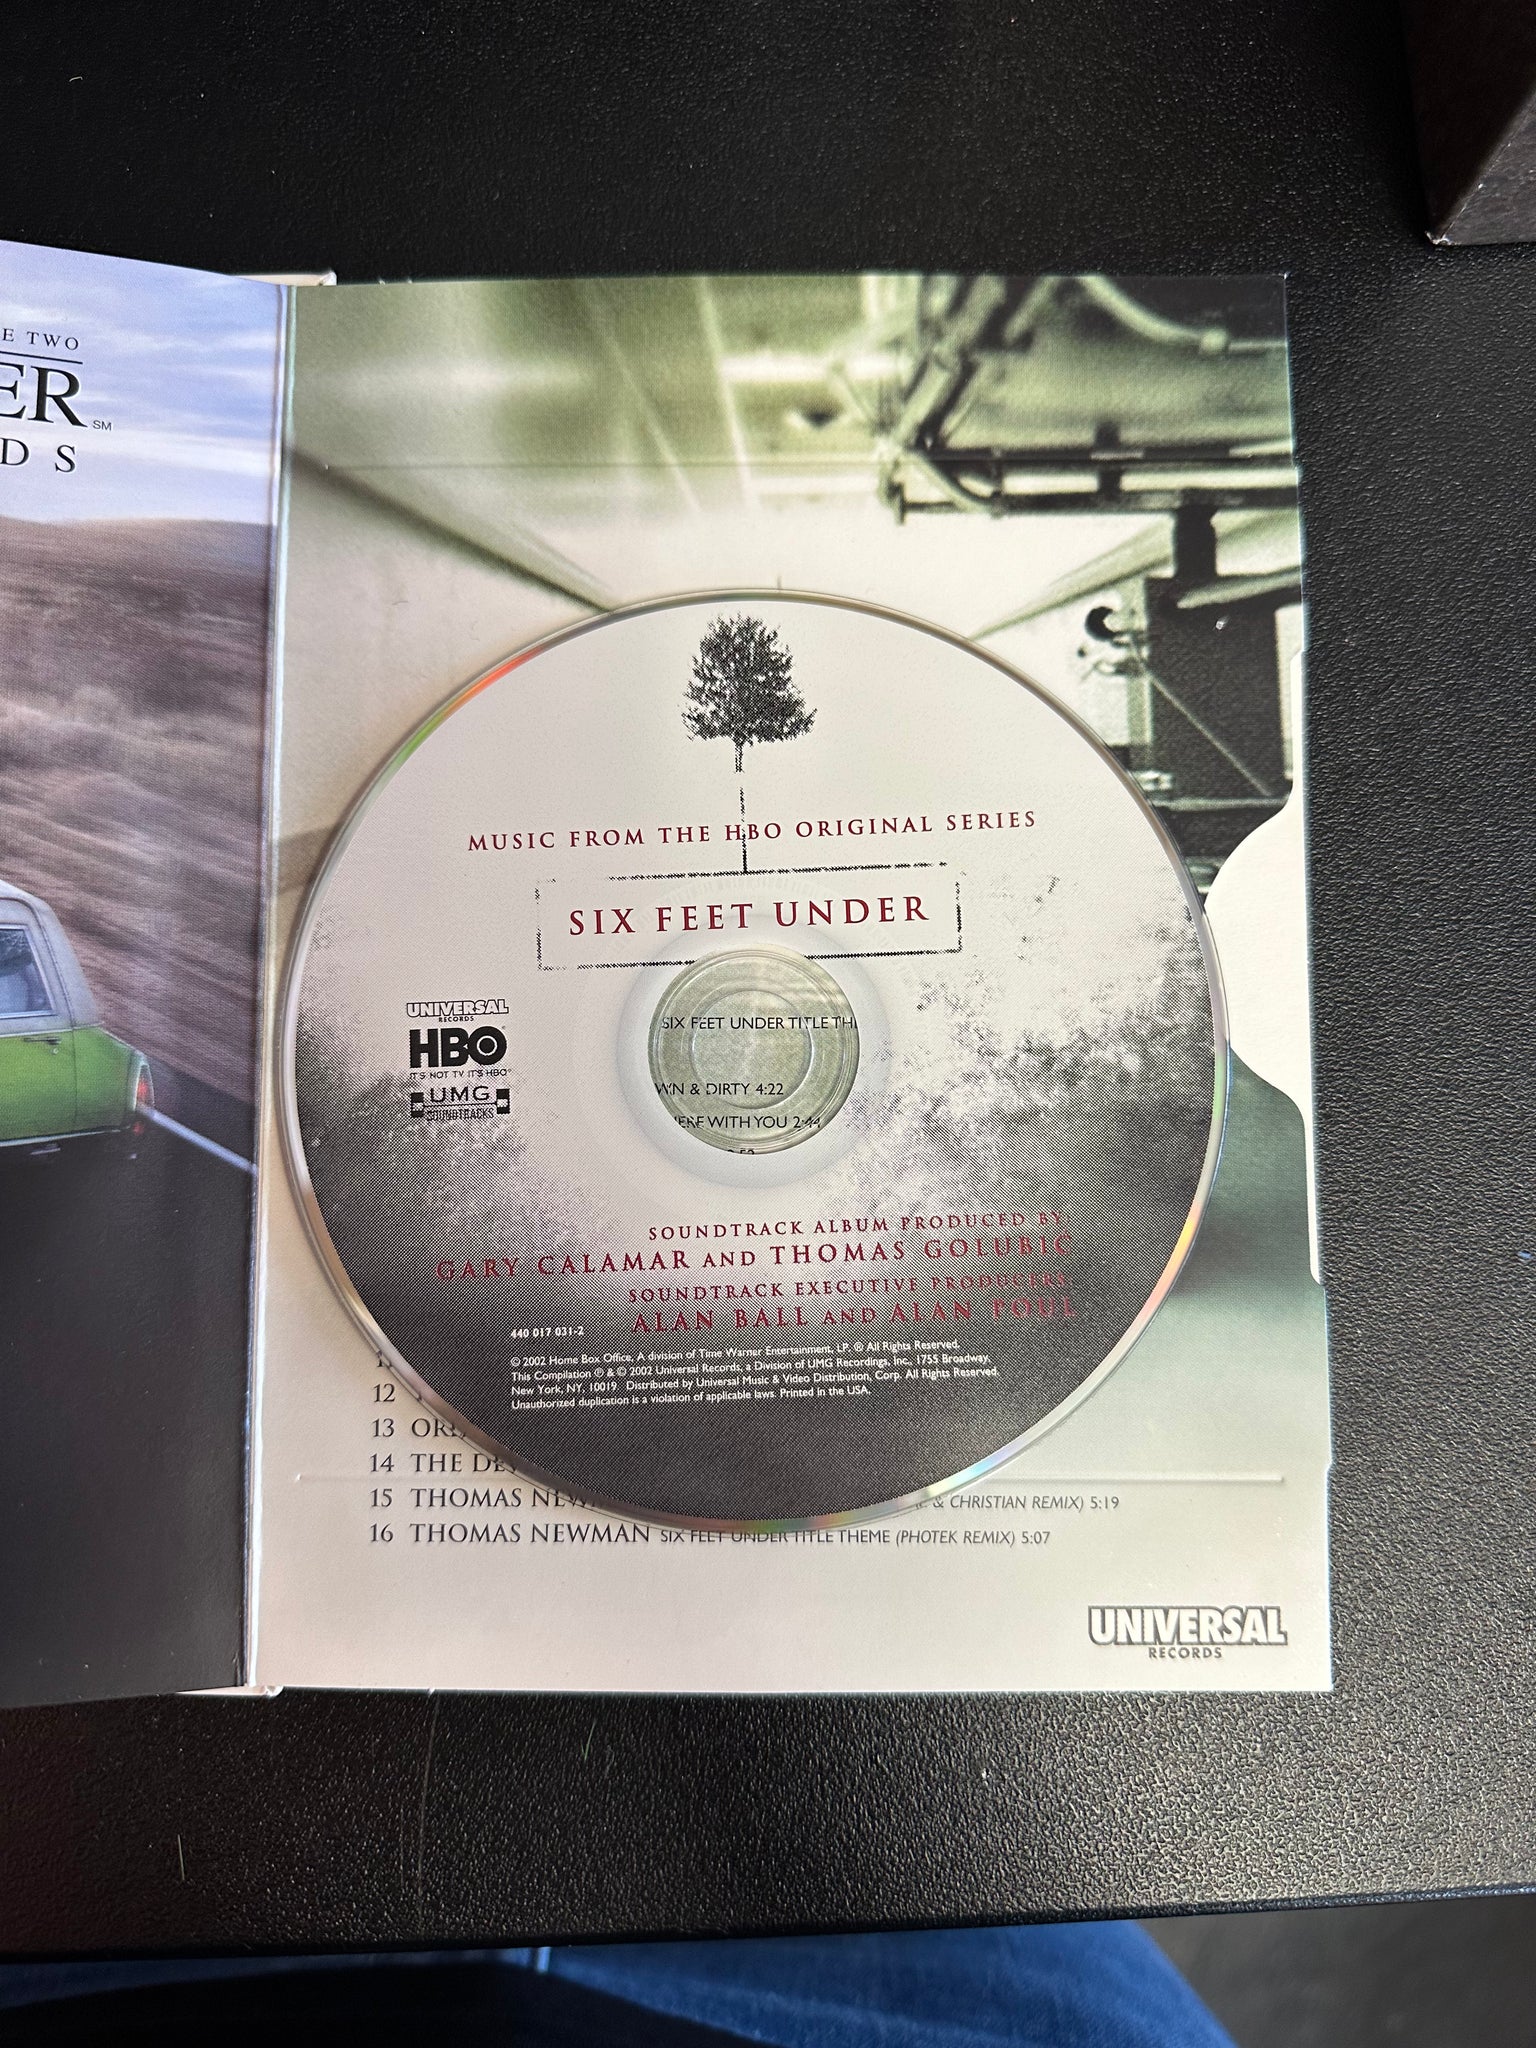 E TWO
ER SM
D S
MUSIC FROM THE HBO ORIGINAL SERIES
SIX FEET UNDER
UNIVERSAL
RECORDS
HBO®
IT'S NOT TV. IT'S HBO.®
UMG
SOUNDTRACKS
SIX FEET UNDER TITLE TH
WN & DIRTY 4:22
HERE WITH YOU 2:44
SOUNDTRACK ALBUM PRODUCED BY:
GARY CALAMAR AND THOMAS GOLUBIĆ
SOUNDTRACK EXECUTIVE PRODUCERS:
ALAN BALL AND ALAN POUL
440 017 031-2
© 2002 Home Box Office, A division of Time Warner Entertainment, LP. ® All Rights Reserved.
This Compilation ℗ & © 2002 Universal Records, a Division of UMG Recordings, Inc., 1755 Broadway,
New York, NY, 10019. Distributed by Universal Music & Video Distribution, Corp. All Rights Reserved.
Unauthorized duplication is a violation of applicable laws. Printed in the USA.
12
13 OR
14 THE DE
15 THOMAS NEWM & CHRISTIAN REMIX) 5:19
16 THOMAS NEWMAN SIX FEET UNDER TITLE THEME (PHOTEK REMIX) 5:07
UNIVERSAL
RECORDS